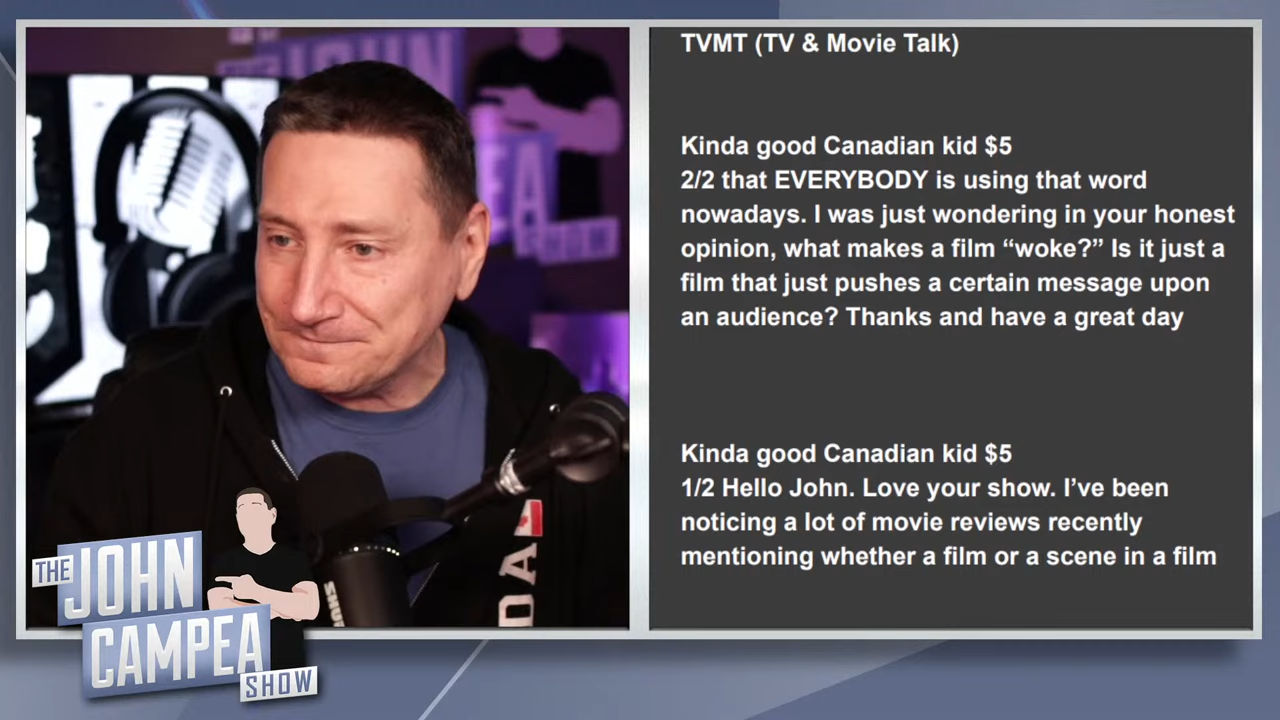 TVMT (TV & Movie Talk)
Kinda good Canadian kid $5
2/2 that EVERYBODY is using that word
nowadays. I was just wondering in your honest
opinion, what makes a film “woke?” Is it just a
film that just pushes a certain message upon
an audience? Thanks and have a great day
Kinda good Canadian kid $5
1/2 Hello John. Love your show. I’ve been
noticing a lot of movie reviews recently
mentioning whether a film or a scene in a film
THE
JOHN
CAMPEA
SHOW